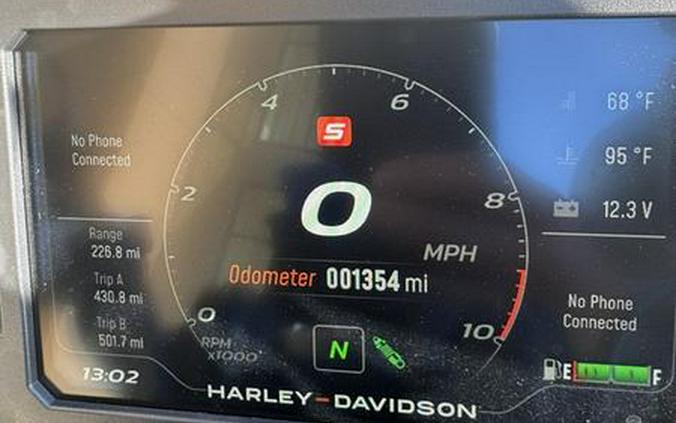 No Phone
Connected
Range
226.8 mi
Trip A
430.8 mi
Trip B
501.7 mi
13:02
0
2
4
6
8
10
RPM
x1000
S
0
MPH
Odometer 001354 mi
N
HARLEY-DAVIDSON
68 °F
95 °F
12.3 V
No Phone
Connected
E F